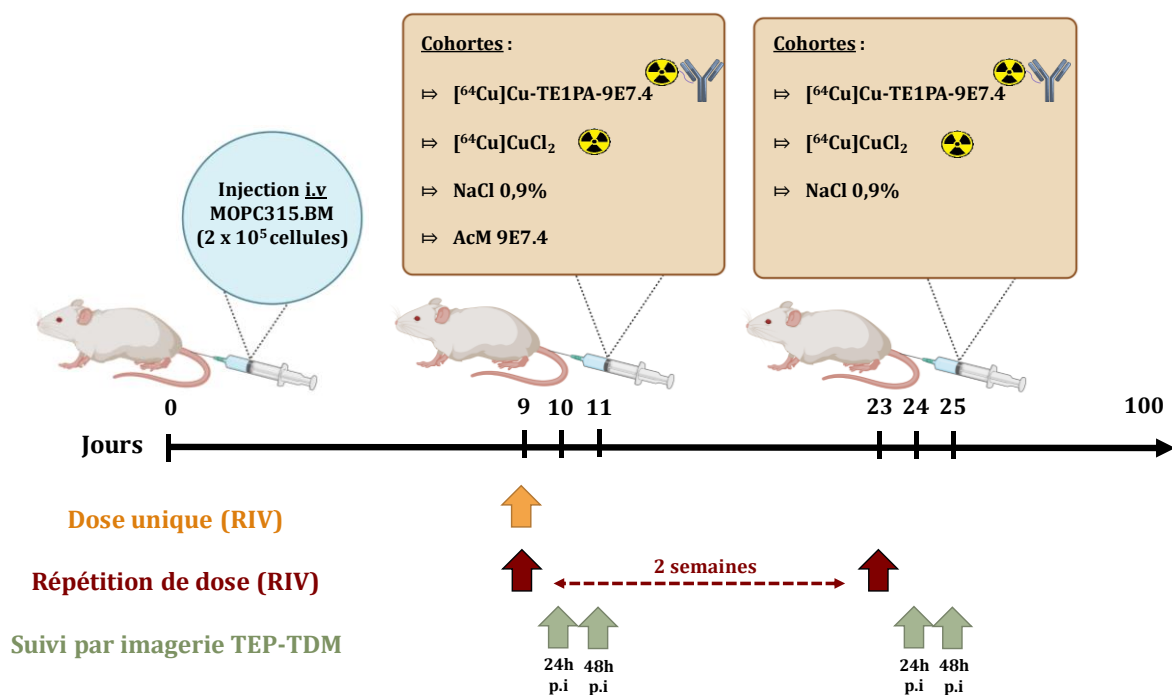 Cohortes :
⤇ [⁶⁴Cu]Cu-TE1PA-9E7.4
⤇ [⁶⁴Cu]CuCl₂
⤇ NaCl 0,9%
⤇ AcM 9E7.4
Cohortes :
⤇ [⁶⁴Cu]Cu-TE1PA-9E7.4
⤇ [⁶⁴Cu]CuCl₂
⤇ NaCl 0,9%
Injection i.v
MOPC315.BM
(2 x 10⁵ cellules)
0 9 10 11 23 24 25 100
Jours
Dose unique (RIV)
Répétition de dose (RIV)
2 semaines
Suivi par imagerie TEP-TDM
24h 48h 24h 48h
p.i p.i p.i p.i